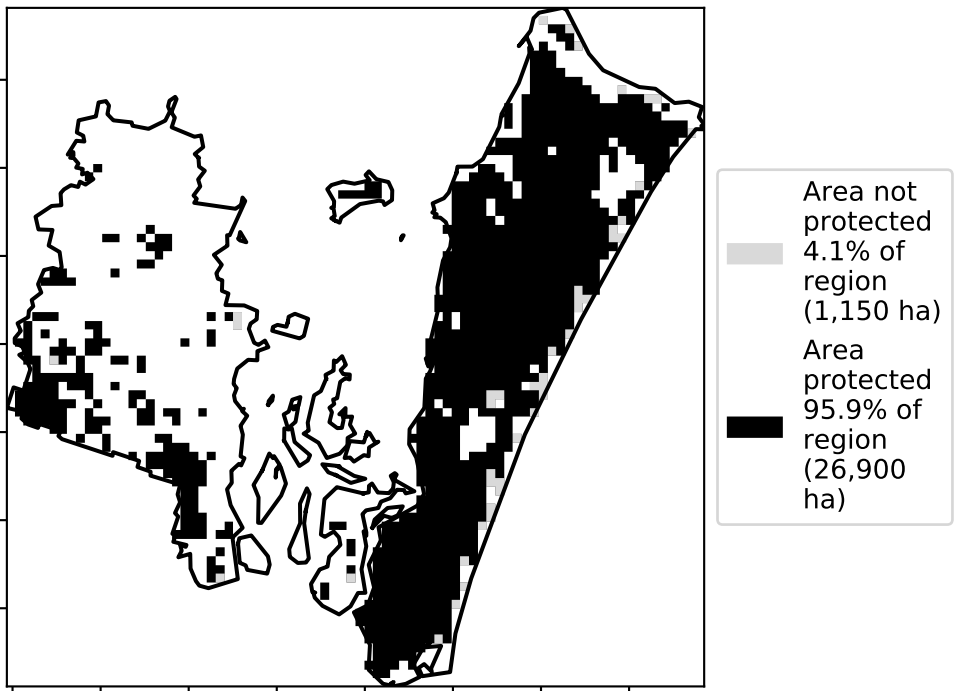 Area not
protected
4.1% of
region
(1,150 ha)
Area
protected
95.9% of
region
(26,900
ha)